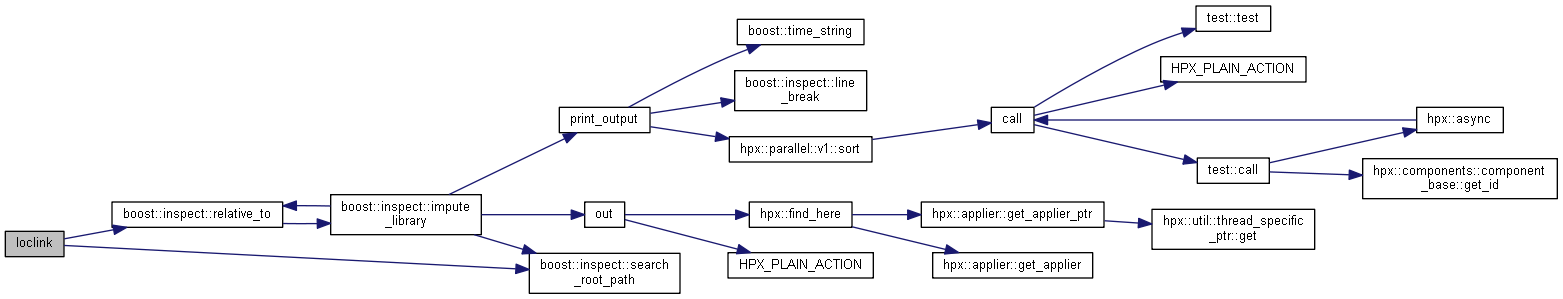 test::test
boost::time_string
HPX_PLAIN_ACTION
boost::inspect::line
_break
print_output
call
hpx::async
hpx::parallel::v1::sort
test::call
hpx::components::component
_base::get_id
boost::inspect::relative_to
boost::inspect::impute
_library
out
hpx::find_here
hpx::applier::get_applier_ptr
hpx::util::thread_specific
_ptr::get
loclink
boost::inspect::search
_root_path
HPX_PLAIN_ACTION
hpx::applier::get_applier